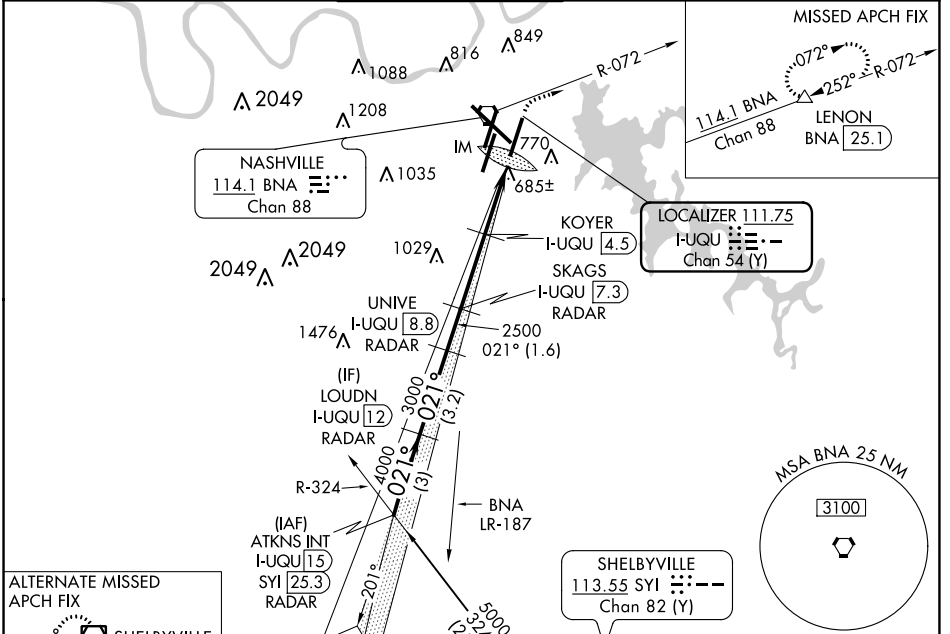 MISSED APCH FIX
072°
252°
R-072
114.1 BNA
Chan 88
LENON
BNA 25.1
849
816
1088
2049
1208
R-072
IM
770
NASHVILLE
114.1 BNA
Chan 88
1035
685±
KOYER
I-UQU 4.5
LOCALIZER 111.75
I-UQU
Chan 54 (Y)
2049
2049
1029
SKAGS
I-UQU 7.3
RADAR
UNIVE
I-UQU 8.8
RADAR
1476
2500
021° (1.6)
(IF)
LOUDN
I-UQU 12
RADAR
3000
021°
(3.2)
4000
021°
(3)
R-324
BNA
LR-187
MSA BNA 25 NM
3100
(IAF)
ATKNS INT
I-UQU 15
SYI 25.3
RADAR
201°
SHELBYVILLE
113.55 SYI
Chan 82 (Y)
5000
ALTERNATE MISSED
APCH FIX
SHELBYVILLE